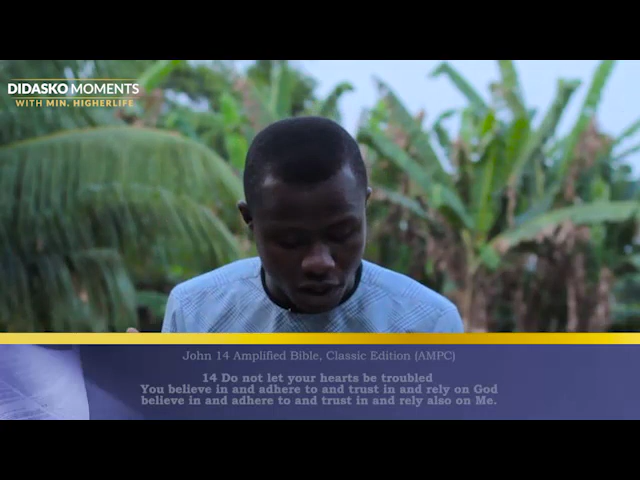 DIDASKO MOMENTS
WITH MIN. HIGHERLIFE
John 14 Amplified Bible, Classic Edition (AMPC)
14 Do not let your hearts be troubled
You believe in and adhere to and trust in and rely on God
believe in and adhere to and trust in and rely also on Me.